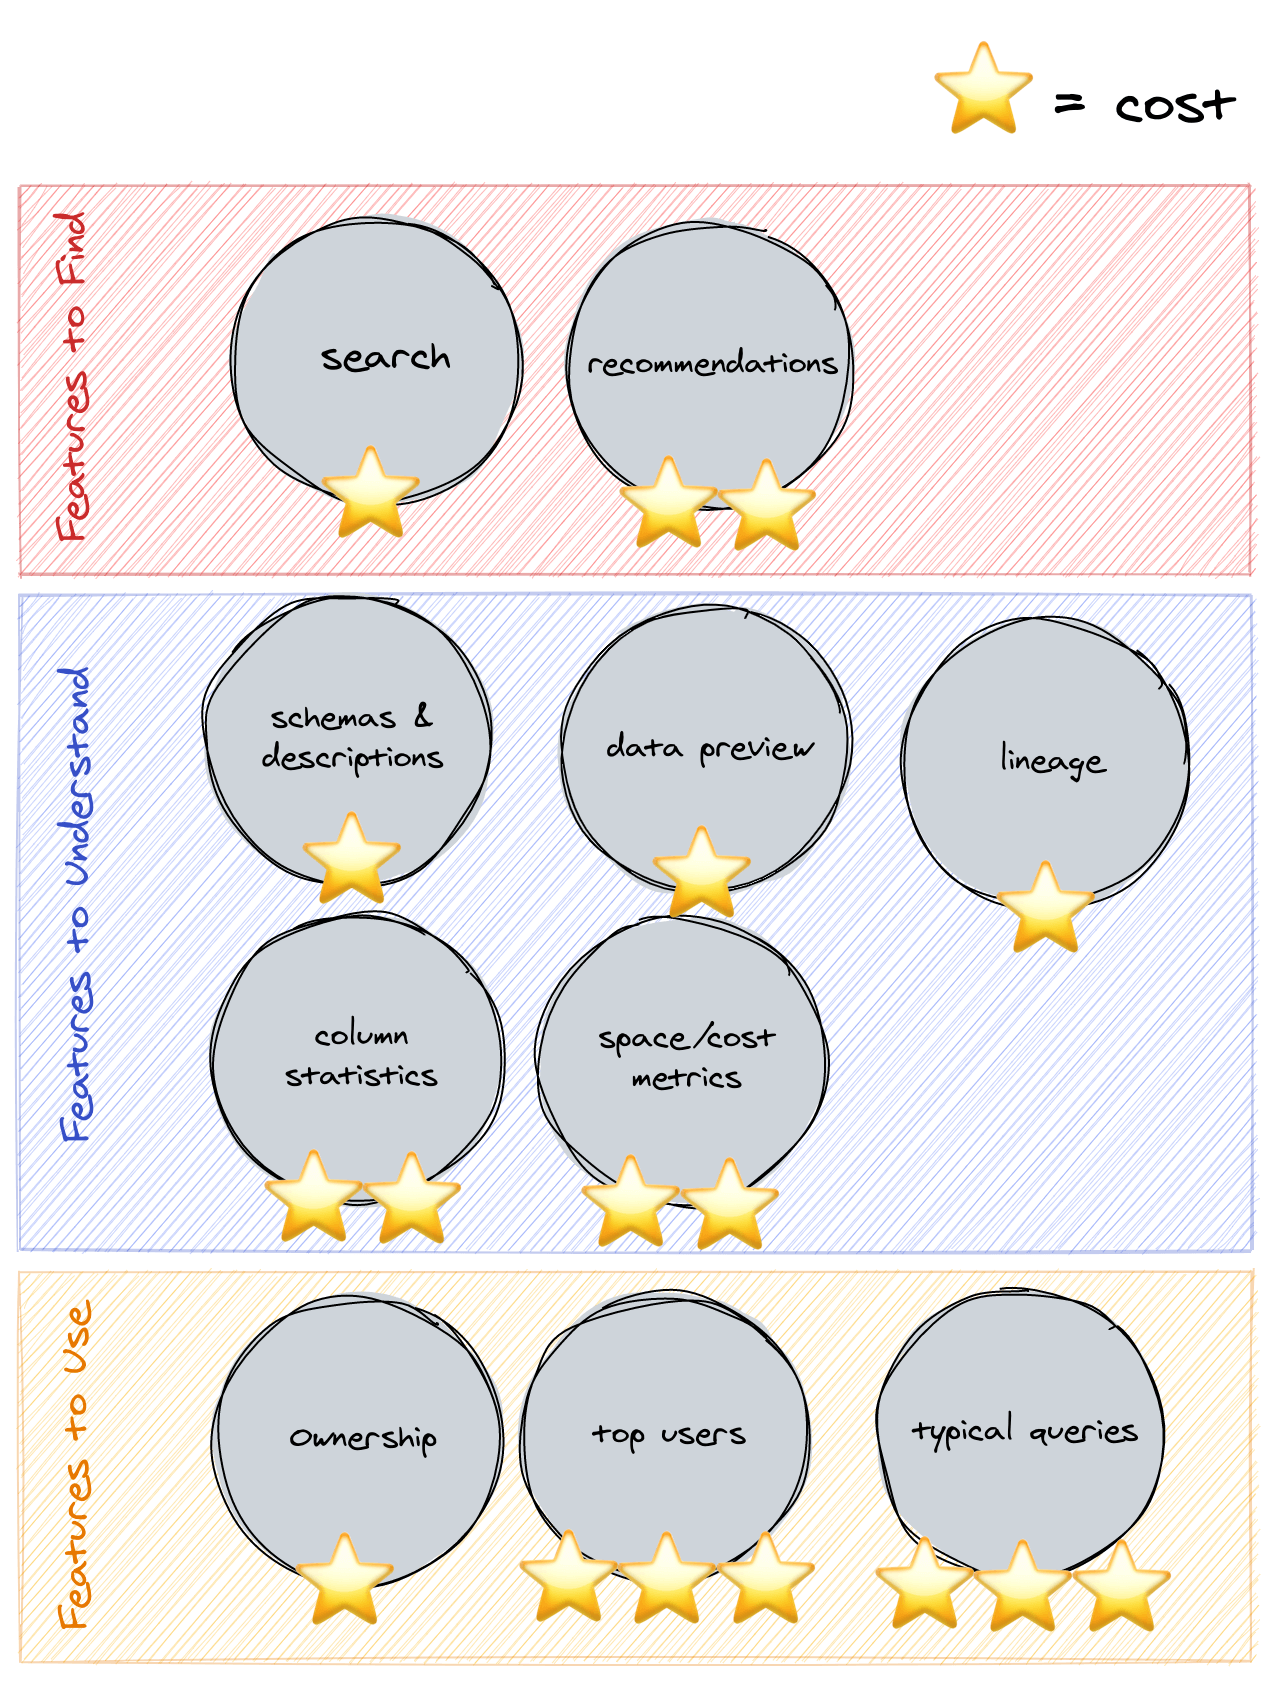 = cost
Features to Find
search
recommendations
Features to Understand
schemas &
descriptions
data preview
lineage
column
statistics
space/cost
metrics
Features to Use
Ownership
top users
typical queries